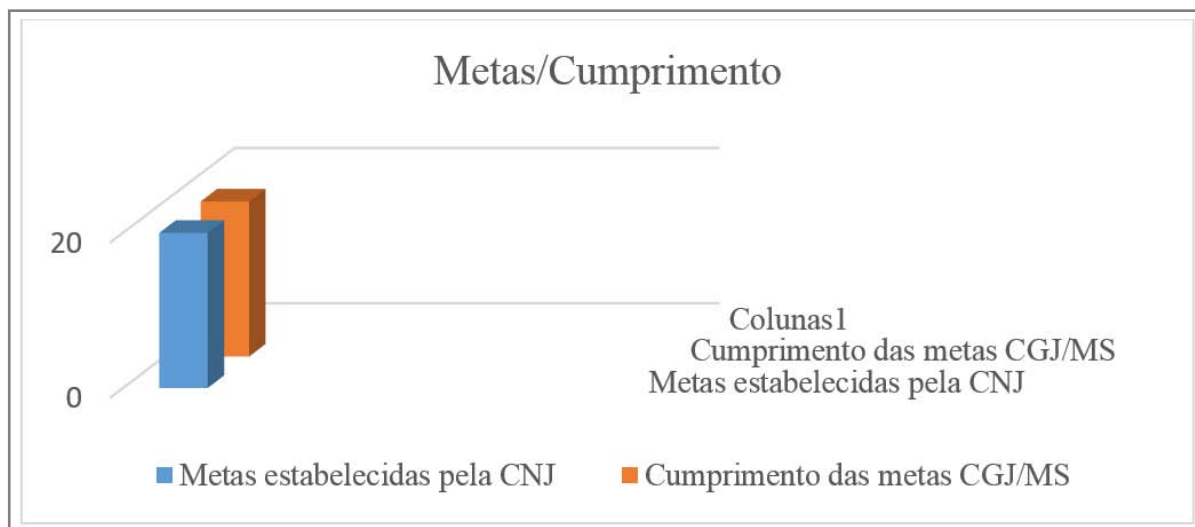 Metas/Cumprimento
20
0
Colunas1
Cumprimento das metas CGJ/MS
Metas estabelecidas pela CNJ
Metas estabelecidas pela CNJ Cumprimento das metas CGJ/MS